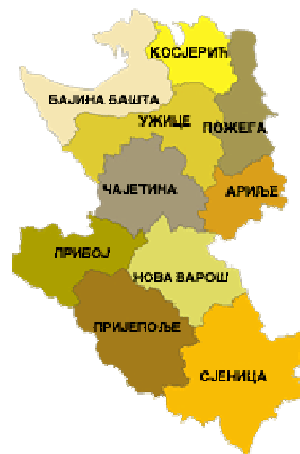 КОСЈЕРИЋ
БАЈИНА БАШТА
УЖИЦЕ
ПОЖЕГА
ЧАЈЕТИНА
АРИЉЕ
ПРИБОЈ
НОВА ВАРОШ
ПРИЈЕПОЉЕ
СЈЕНИЦА